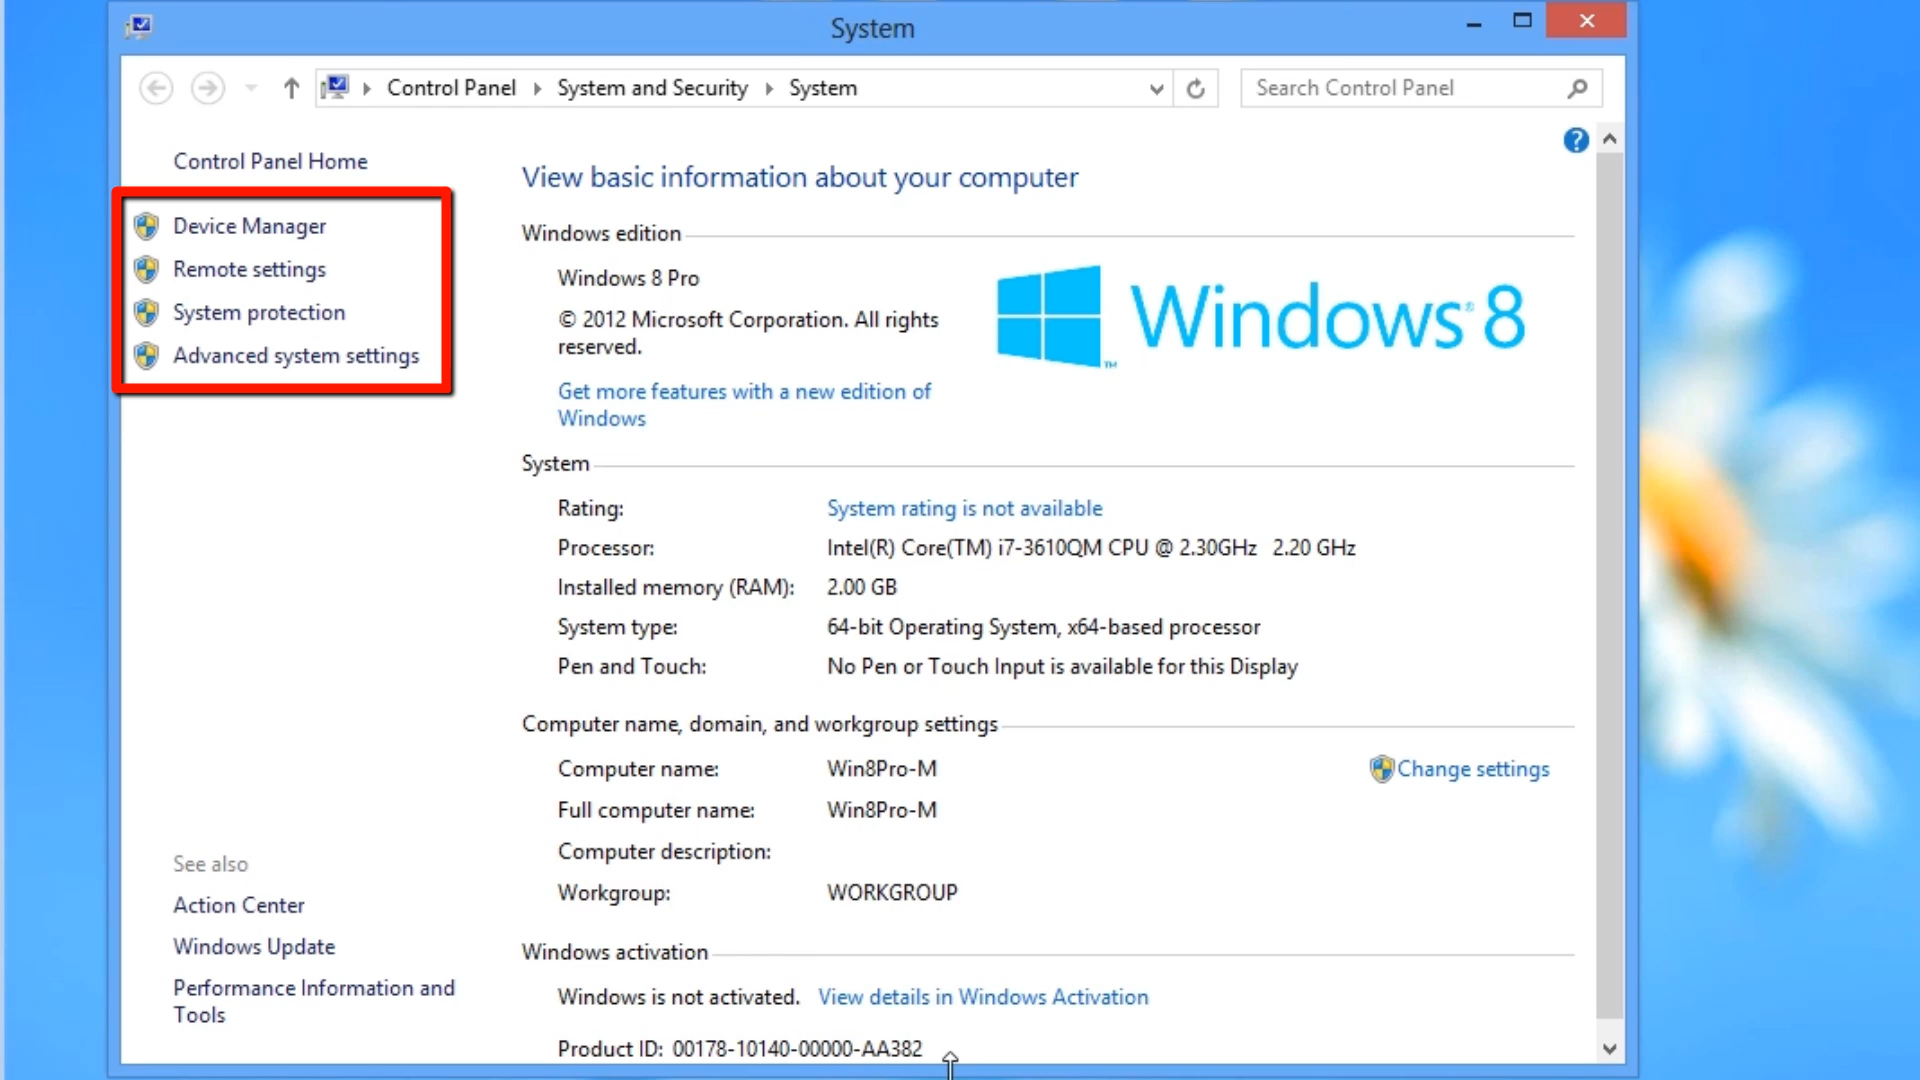 System
Control Panel System and Security System
Search Control Panel
?
Control Panel Home
Device Manager
Remote settings
System protection
Advanced system settings
View basic information about your computer
Windows edition
Windows 8 Pro
© 2012 Microsoft Corporation. All rights
reserved.
Get more features with a new edition of
Windows
Windows® 8
™
System
Rating: System rating is not available
Processor: Intel(R) Core(TM) i7-3610QM CPU @ 2.30GHz 2.20 GHz
Installed memory (RAM): 2.00 GB
System type: 64-bit Operating System, x64-based processor
Pen and Touch: No Pen or Touch Input is available for this Display
Computer name, domain, and workgroup settings
Computer name: Win8Pro-M
Change settings
Full computer name: Win8Pro-M
Computer description:
Workgroup: WORKGROUP
Windows activation
Windows is not activated. View details in Windows Activation
Product ID: 00178-10140-00000-AA382
See also
Action Center
Windows Update
Performance Information and
Tools